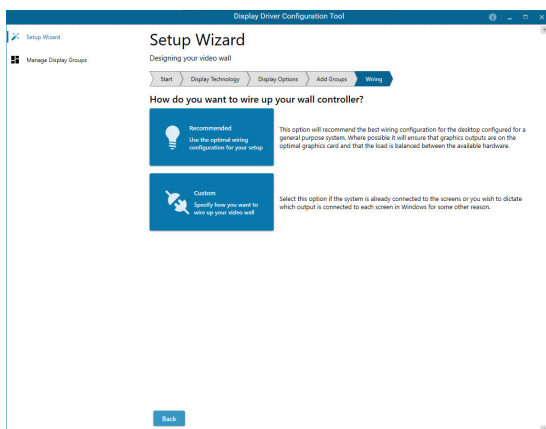 Display Driver Configuration Tool
Setup Wizard
Manage Display Groups
Setup Wizard
Designing your video wall
Start
Display Technology
Display Options
Add Groups
Wiring
How do you want to wire up your wall controller?
Recommended
Use the optimal wiring
configuration for your setup
This option will recommend the best wiring configuration for the desktop configured for a
general purpose system. Where possible it will ensure that graphics outputs are on the
optimal graphics card and that the load is balanced between the available hardware.
Custom
Specify how you want to
wire up your video wall
Select this option if the system is already connected to the screens or you wish to dictate
which output is connected to each screen in Windows for some other reason.
Back